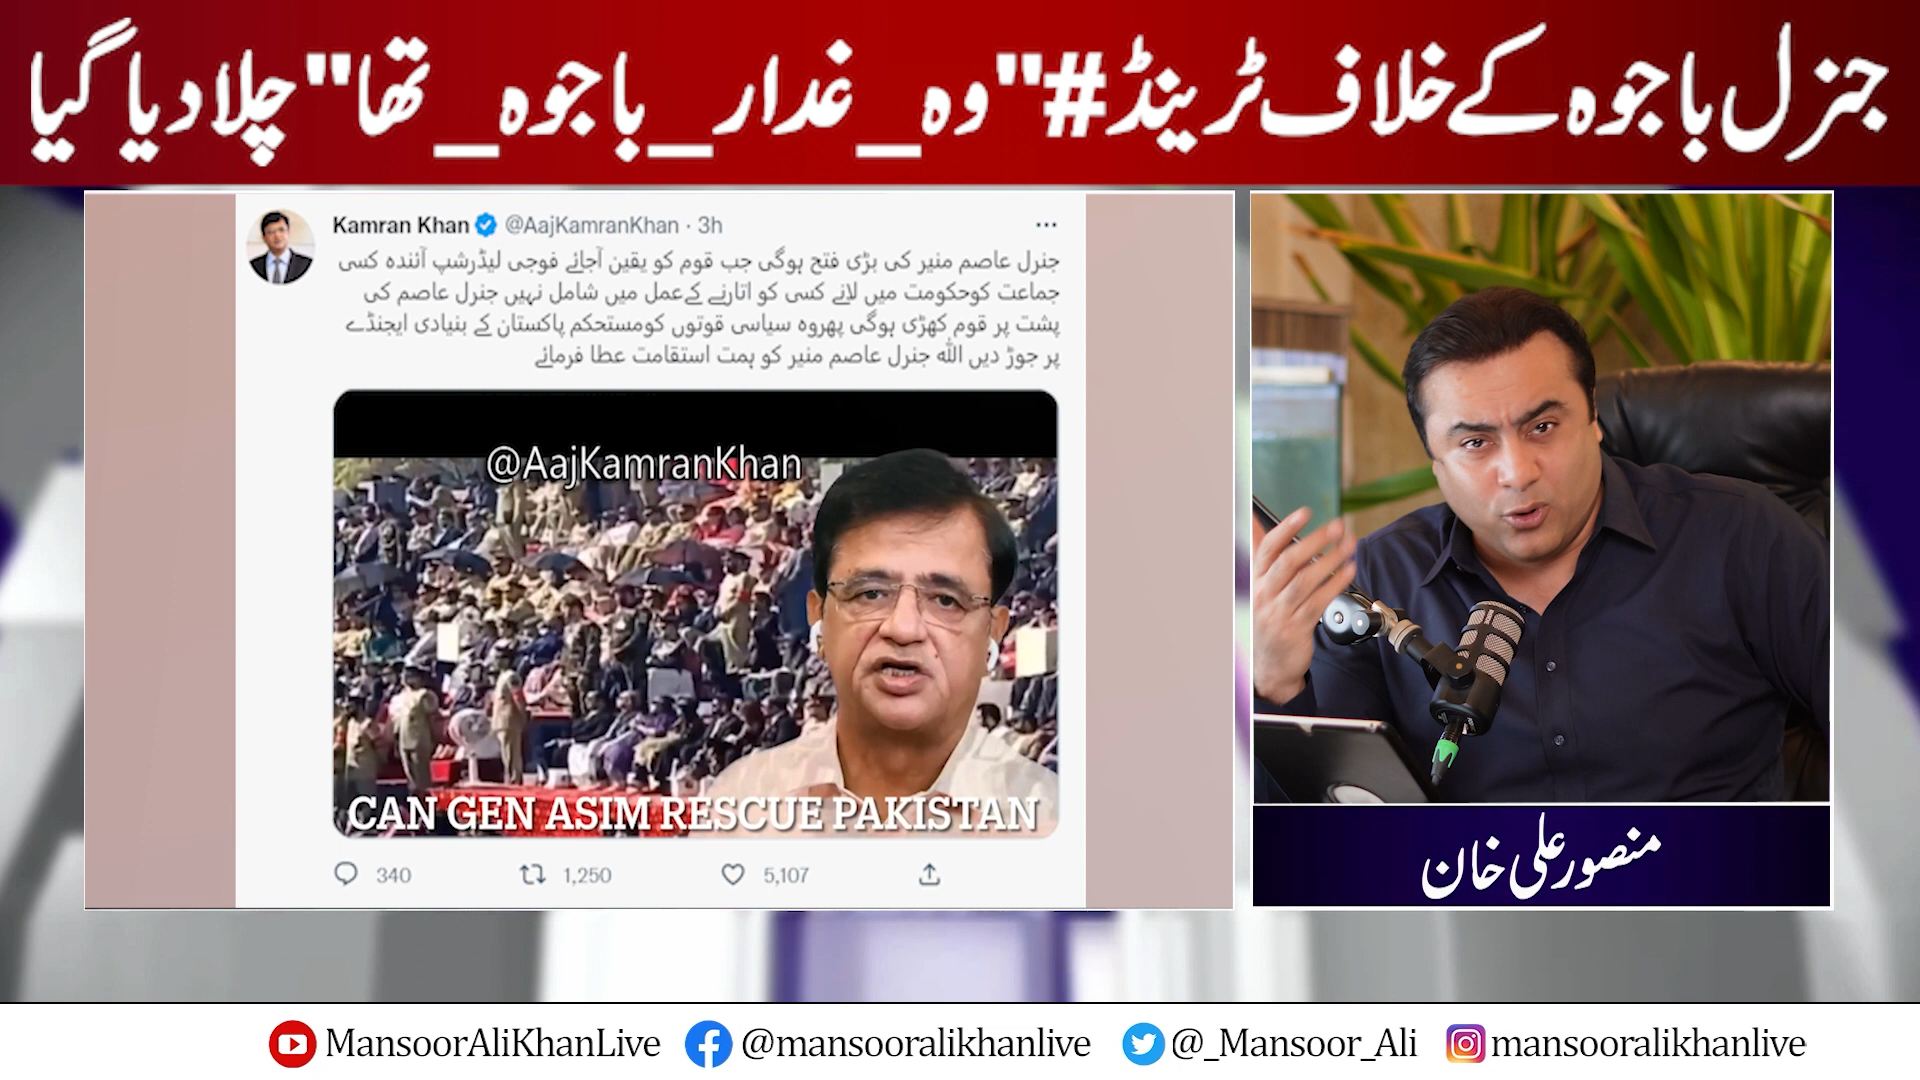 جنرل باجوہ کے خلاف ٹرینڈ #"وہ_غدار_باجوہ_تھا" چلا دیا گیا
Kamran Khan @AajKamranKhan · 3h
جنرل عاصم منیر کی بڑی فتح ہوگی جب قوم کو یقین آجائے فوجی لیڈرشپ آئندہ کسی
جماعت کوحکومت میں لانے کسی کو اتارنے کےعمل میں شامل نہیں جنرل عاصم کی
پشت پر قوم کھڑی ہوگی پھروہ سیاسی قوتوں کومستحکم پاکستان کے بنیادی ایجنڈے
پر جوڑ دیں اللہ جنرل عاصم منیر کو ہمت استقامت عطا فرمائے
@AajKamranKhan
CAN GEN ASIM RESCUE PAKISTAN
340 1,250 5,107
منصور علی خان
MansoorAliKhanLive @mansooralikhanlive @_Mansoor_Ali mansooralikhanlive